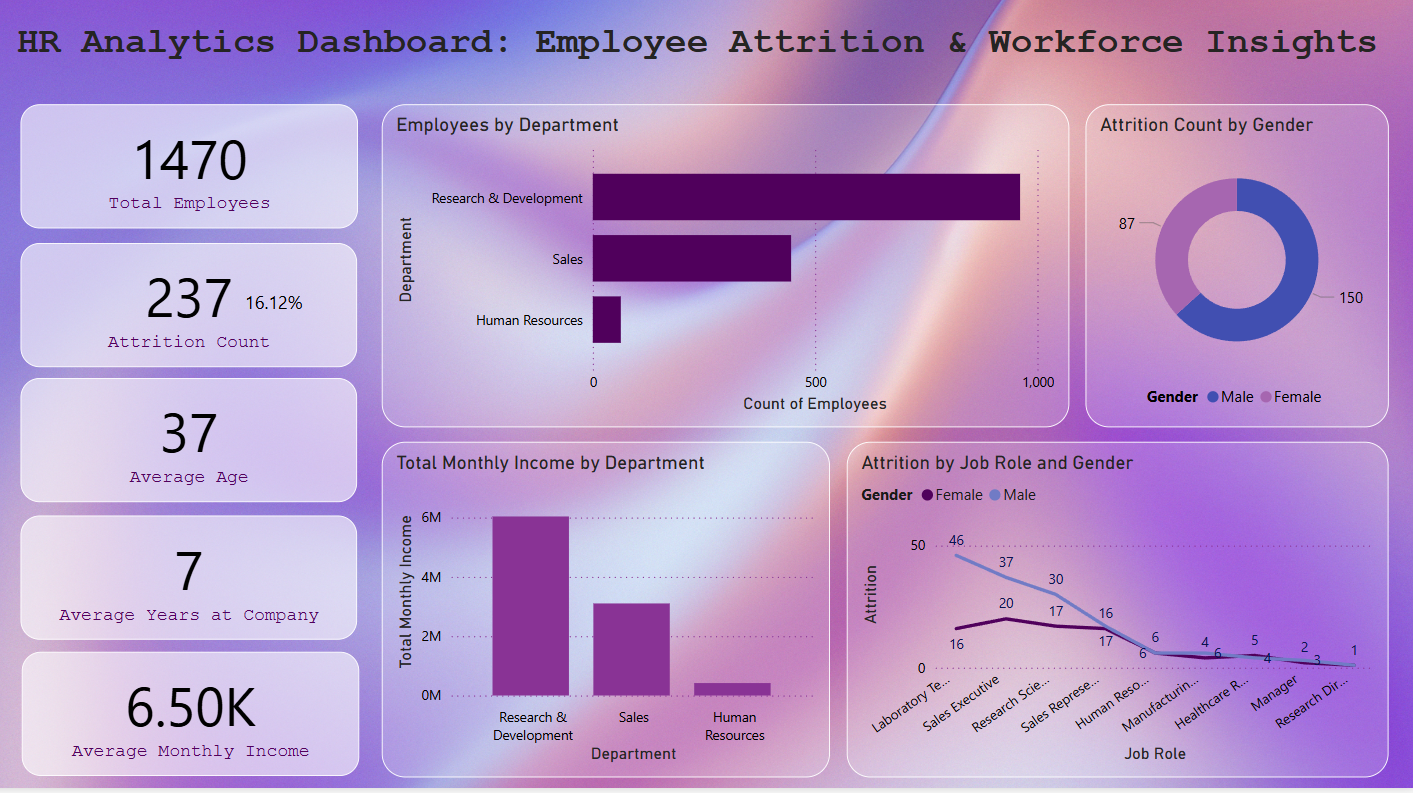 HR Analytics Dashboard: Employee Attrition & Workforce Insights
1470
Total Employees
237 16.12%
Attrition Count
37
Average Age
7
Average Years at Company
6.50K
Average Monthly Income
Employees by Department
Department
Research & Development
Sales
Human Resources
0 500 1,000
Count of Employees
Attrition Count by Gender
87
150
Gender Male Female
Total Monthly Income by Department
Total Monthly Income
6M
4M
2M
0M
Research &
Development
Sales
Human
Resources
Department
Attrition by Job Role and Gender
Gender Female Male
Attrition
50
0
46
37
30
16
6
4
5
2
1
16
20
17
17
6
6
4
3
Laboratory Te...
Sales Executive
Research Scie...
Sales Represe...
Human Reso...
Manufacturin...
Healthcare R...
Manager
Research Dir...
Job Role